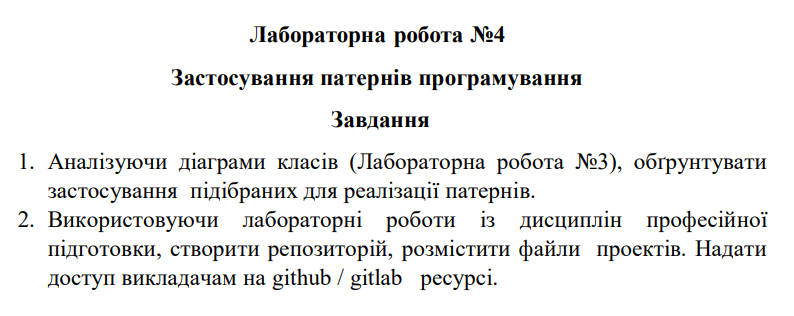 Лабораторна робота №4
Застосування патернів програмування
Завдання
1. Аналізуючи діаграми класів (Лабораторна робота №3), обґрунтувати
застосування підібраних для реалізації патернів.
2. Використовуючи лабораторні роботи із дисциплін професійної
підготовки, створити репозиторій, розмістити файли проектів. Надати
доступ викладачам на github / gitlab ресурсі.